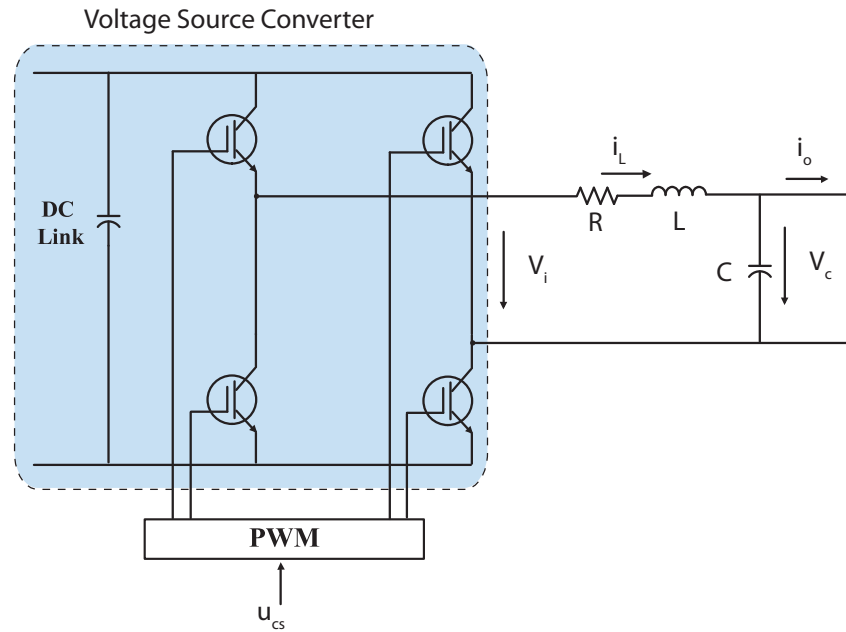 Voltage Source Converter
DC
Link
i_L
i_o
R
L
V_i
C
V_c
PWM
u_cs